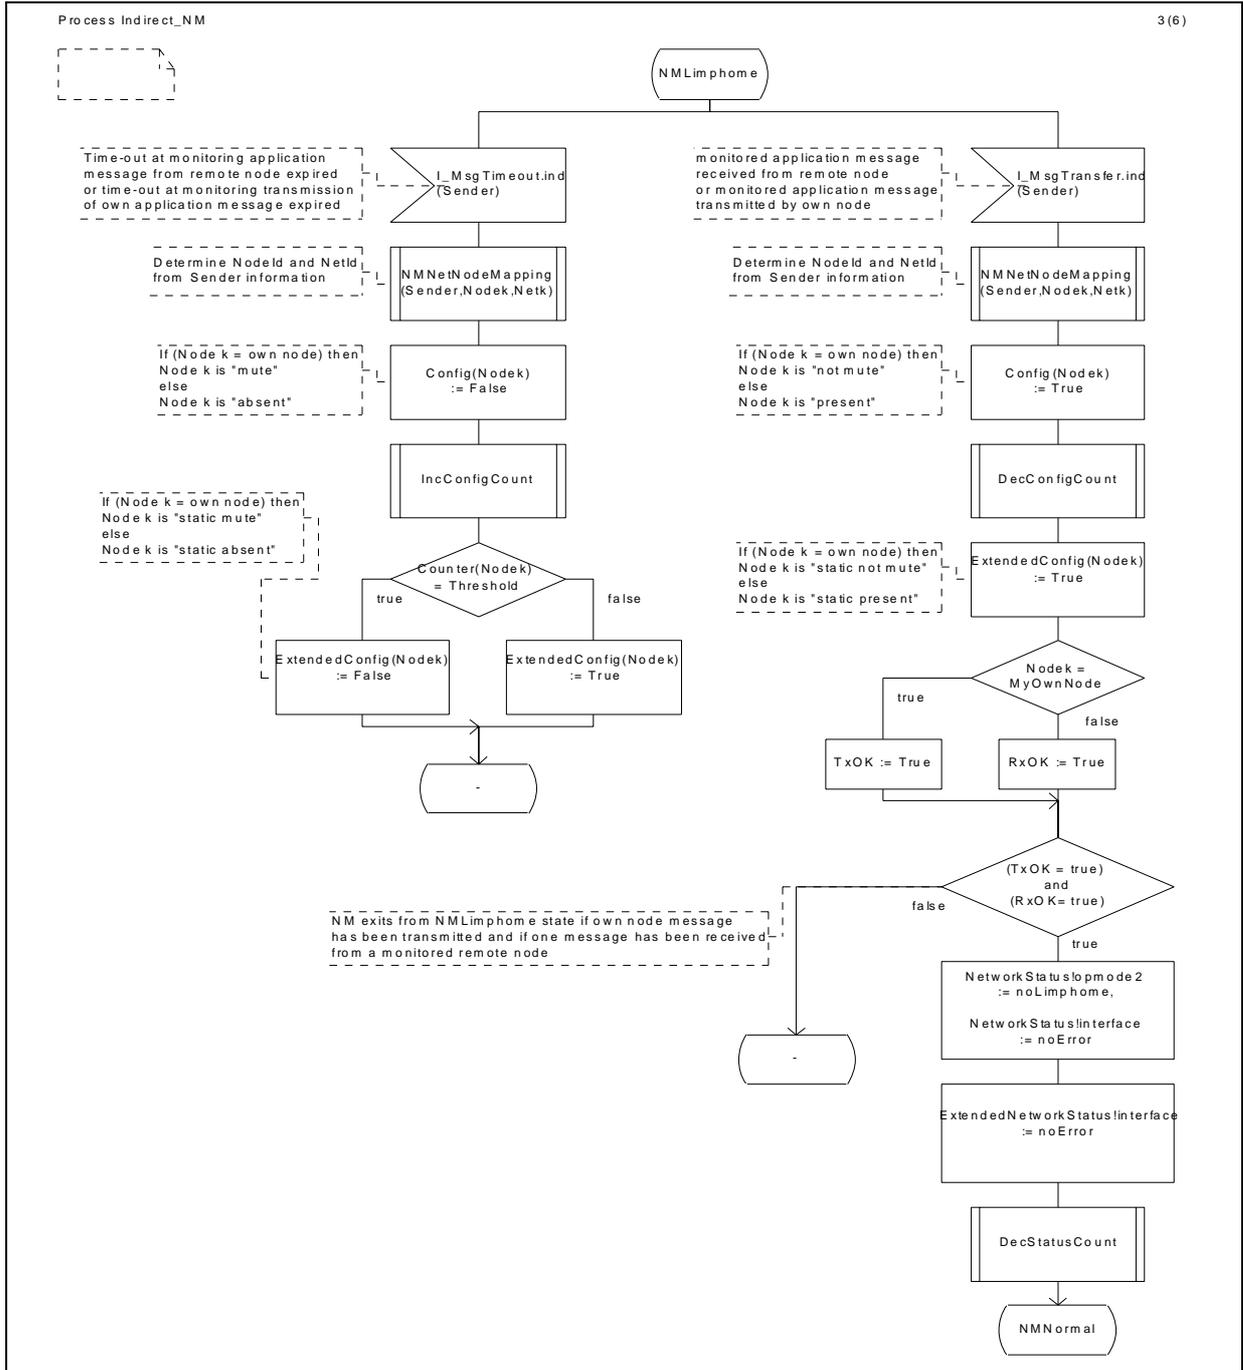 Process Indirect_NM
3(6)
NMLimphome
Time-out at monitoring application
message from remote node expired
or time-out at monitoring transmission
of own application message expired
I_MsgTimeout.ind
(Sender)
monitored application message
received from remote node
or monitored application message
transmitted by own node
I_MsgTransfer.ind
(Sender)
Determine NodeId and NetId
from Sender information
NMNetNodeMapping
(Sender,Nodek,Netk)
Determine NodeId and NetId
from Sender information
NMNetNodeMapping
(Sender,Nodek,Netk)
If (Node k = own node) then
Node k is "mute"
else
Node k is "absent"
Config(Nodek)
:= False
If (Node k = own node) then
Node k is "not mute"
else
Node k is "present"
Config(Nodek)
:= True
IncConfigCount
DecConfigCount
If (Node k = own node) then
Node k is "static mute"
else
Node k is "static absent"
Counter(Nodek)
= Threshold
true
false
If (Node k = own node) then
Node k is "static not mute"
else
Node k is "static present"
ExtendedConfig(Nodek)
:= True
ExtendedConfig(Nodek)
:= False
ExtendedConfig(Nodek)
:= True
Nodek =
MyOwnNode
true
false
TxOK := True
RxOK := True
-
(TxOK = true)
and
(RxOK= true)
false
true
NM exits from NMLimphome state if own node message
has been transmitted and if one message has been received
from a monitored remote node
NetworkStatus!opmode2
:= noLimphome,
NetworkStatus!interface
:= noError
-
ExtendedNetworkStatus!interface
:= noError
DecStatusCount
NMNormal